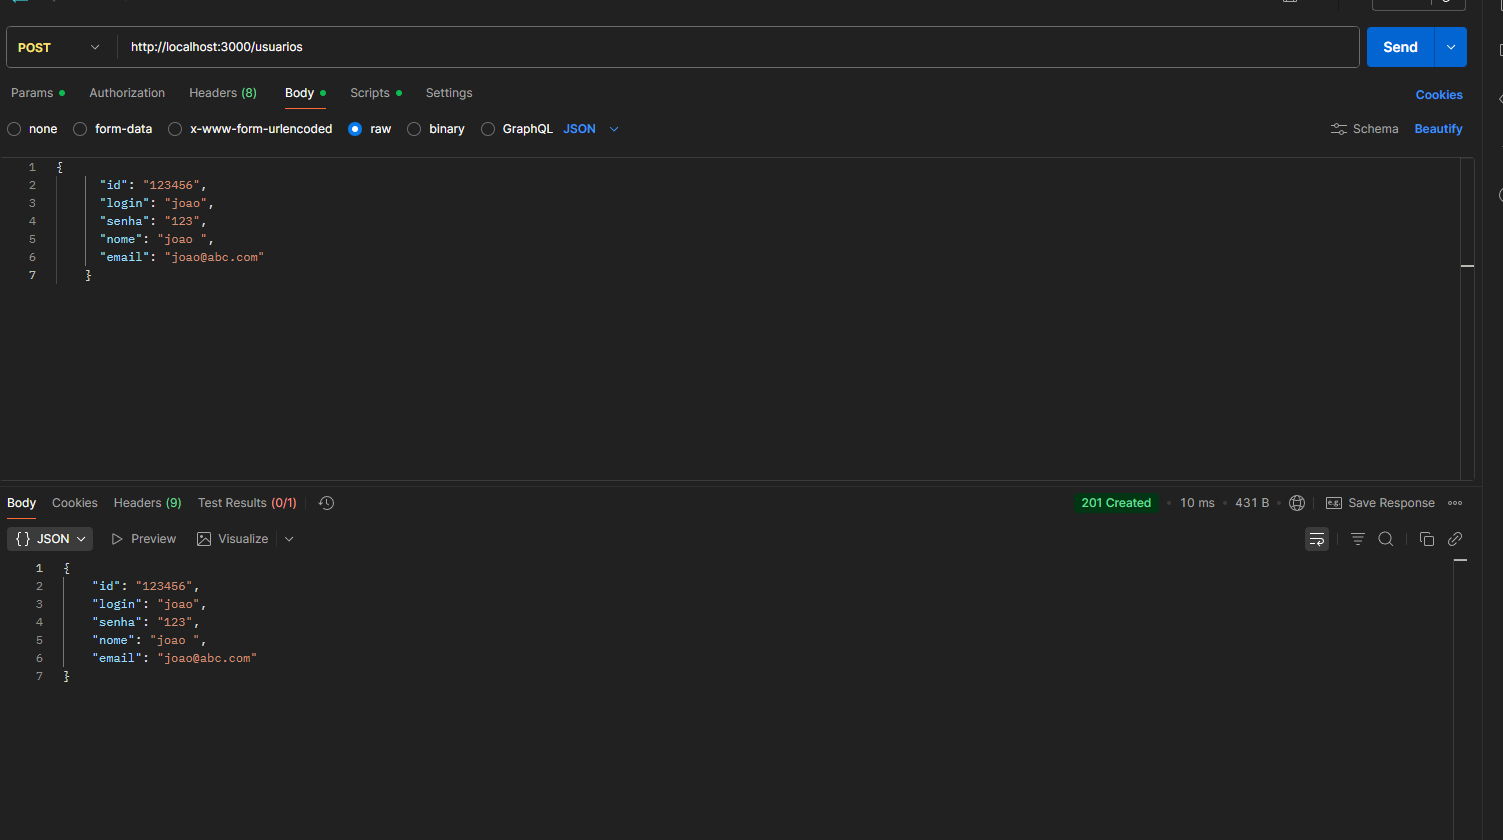 POST http://localhost:3000/usuarios Send
Params Authorization Headers (8) Body Scripts Settings Cookies
none form-data x-www-form-urlencoded raw binary GraphQL JSON Schema Beautify
1 {
2 "id": "123456",
3 "login": "joao",
4 "senha": "123",
5 "nome": "joao ",
6 "email": "joao@abc.com"
7 }
Body Cookies Headers (9) Test Results (0/1) 201 Created • 10 ms • 431 B e.g. Save Response
{} JSON Preview Visualize
1 {
2 "id": "123456",
3 "login": "joao",
4 "senha": "123",
5 "nome": "joao ",
6 "email": "joao@abc.com"
7 }